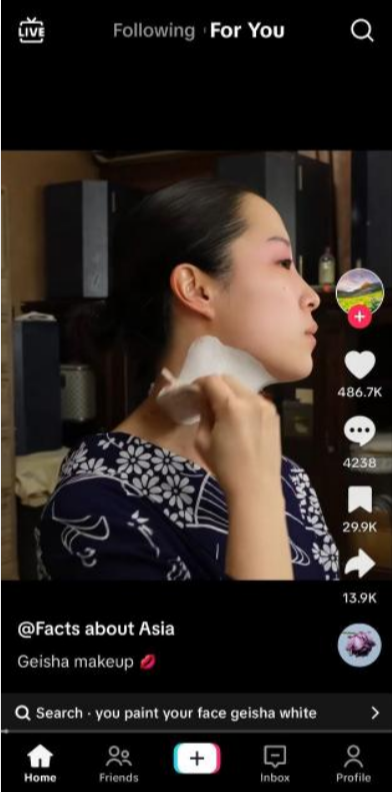 LIVE
Following For You
486.7K
4238
29.9K
13.9K
@Facts about Asia
Geisha makeup 💋
Search · you paint your face geisha white
Home Friends Inbox Profile